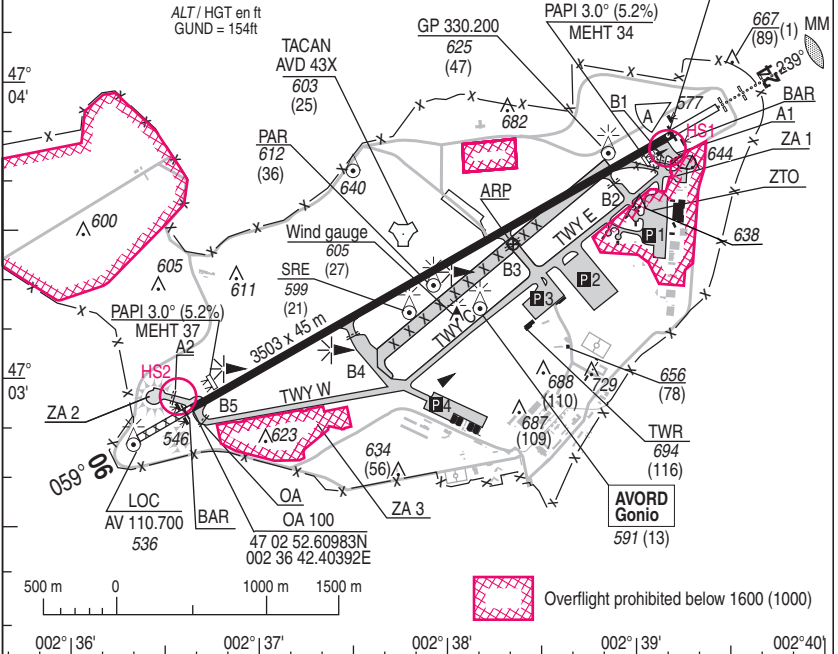 ALT / HGT en ft
GUND = 154ft
PAPI 3.0° (5.2%)
MEHT 34
GP 330.200
625
(47)
667
(89)
(1)
MM
TACAN
AVD 43X
603
(25)
239°
24
47°
04'
682
B1
A
577
BAR
HS1
A1
PAR
612
(36)
644
ZA 1
640
ARP
B2
ZTO
600
Wind gauge
605
(27)
TWY E
P 1
638
605
611
SRE
599
(21)
B3
P 2
PAPI 3.0° (5.2%)
MEHT 37
3503 x 45 m
TWY C
P 3
A2
47°
03'
HS2
B4
688
(110)
729
656
(78)
ZA 2
B5
TWY W
P 4
687
(109)
546
623
634
(56)
TWR
694
(116)
059°
06
LOC
AV 110.700
536
BAR
OA
OA 100
47 02 52.60983N
002 36 42.40392E
ZA 3
AVORD
Gonio
591 (13)
500 m
0
1000 m
1500 m
Overflight prohibited below 1600 (1000)
002° 36'
002° 37'
002° 38'
002° 39'
002° 40'